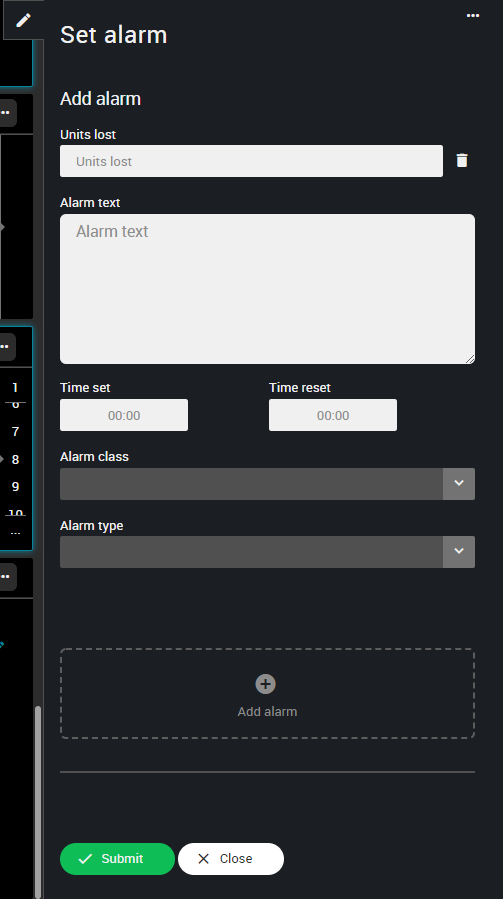 Set alarm
Add alarm
Units lost
Units lost
Alarm text
Alarm text
Time set Time reset
00:00 00:00
Alarm class
Alarm type
Add alarm
Submit Close
1
6
7
8
9
10
...